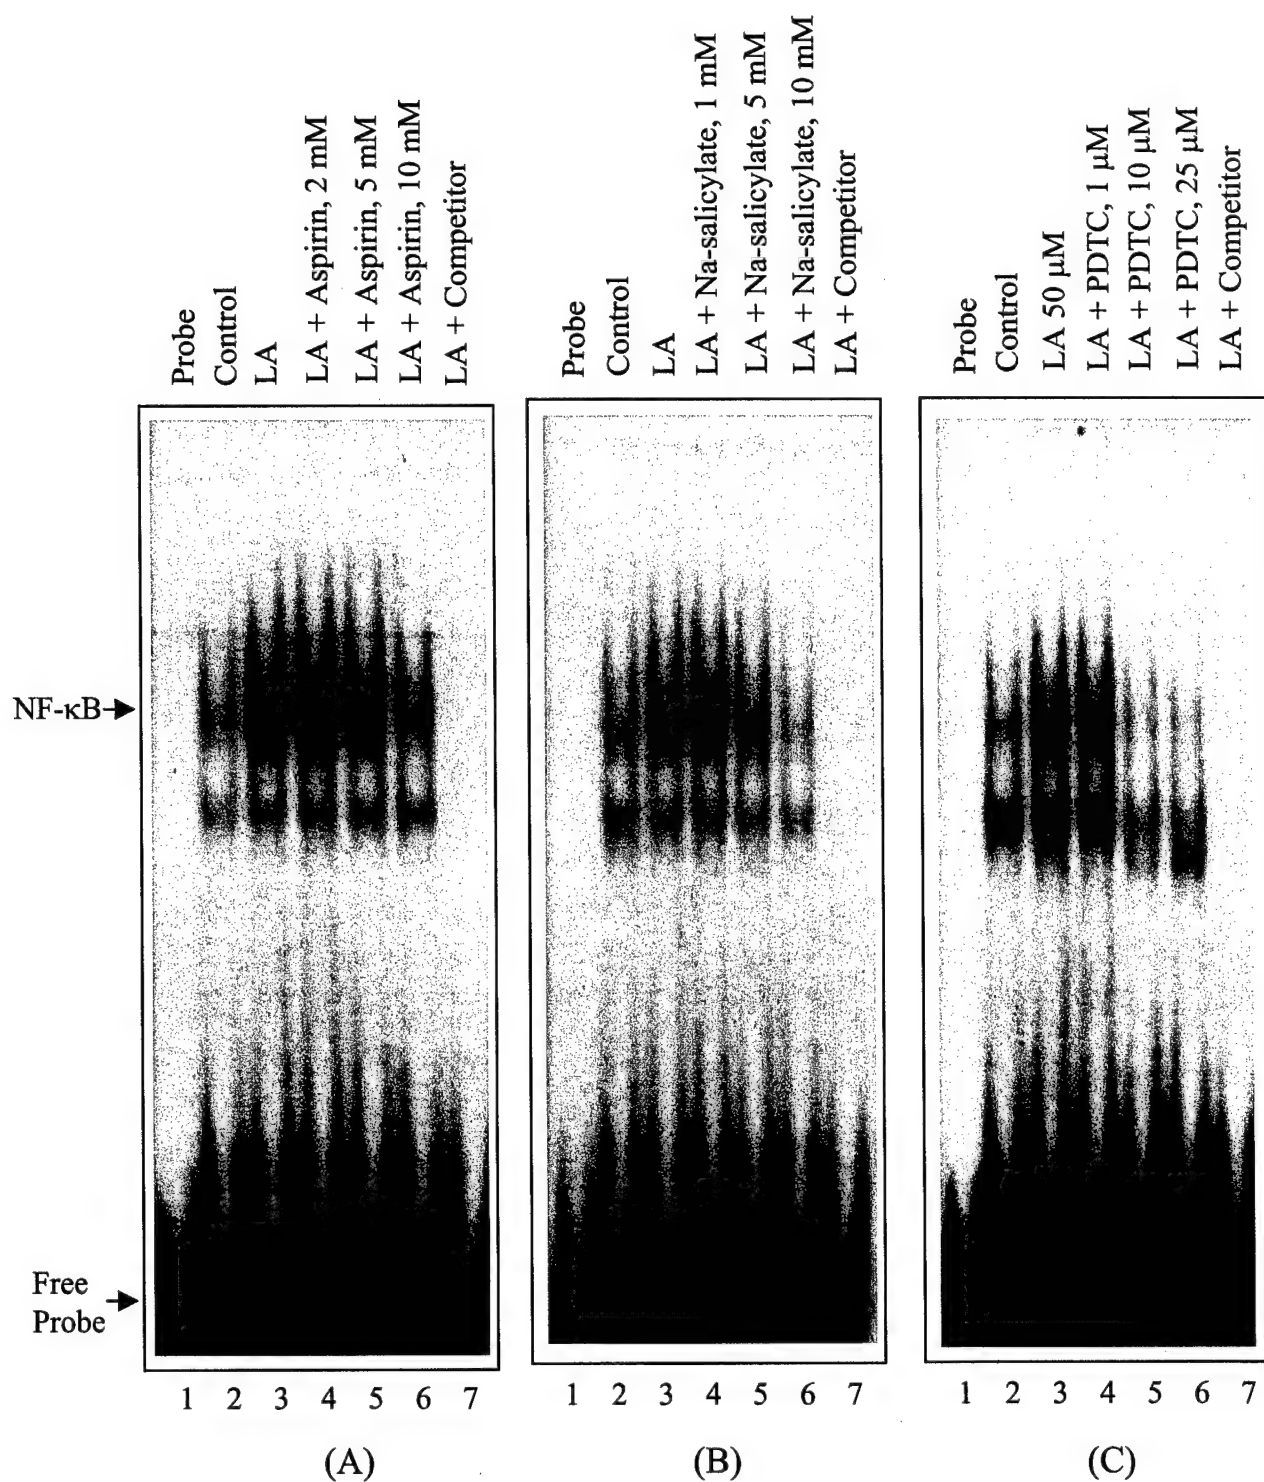 Probe
Control
LA
LA + Aspirin, 2 mM
LA + Aspirin, 5 mM
LA + Aspirin, 10 mM
LA + Competitor
Probe
Control
LA
LA + Na-salicylate, 1 mM
LA + Na-salicylate, 5 mM
LA + Na-salicylate, 10 mM
LA + Competitor
Probe
Control
LA 50 μM
LA + PDTC, 1 μM
LA + PDTC, 10 μM
LA + PDTC, 25 μM
LA + Competitor
NF-κB
Free
Probe
1 2 3 4 5 6 7
1 2 3 4 5 6 7
1 2 3 4 5 6 7
(A)
(B)
(C)